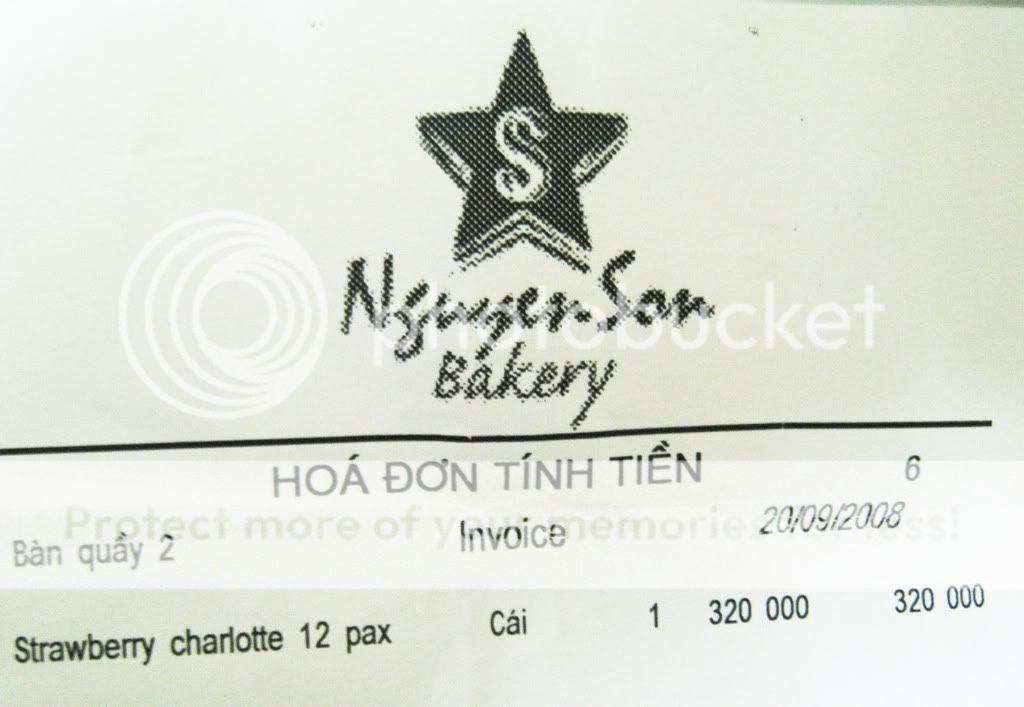 S
Nguyen Son
Bakery
photobucket
HOÁ ĐƠN TÍNH TIỀN 6
Protect more of your memories for less!
Bàn quầy 2 Invoice 20/09/2008
Strawberry charlotte 12 pax Cái 1 320 000 320 000